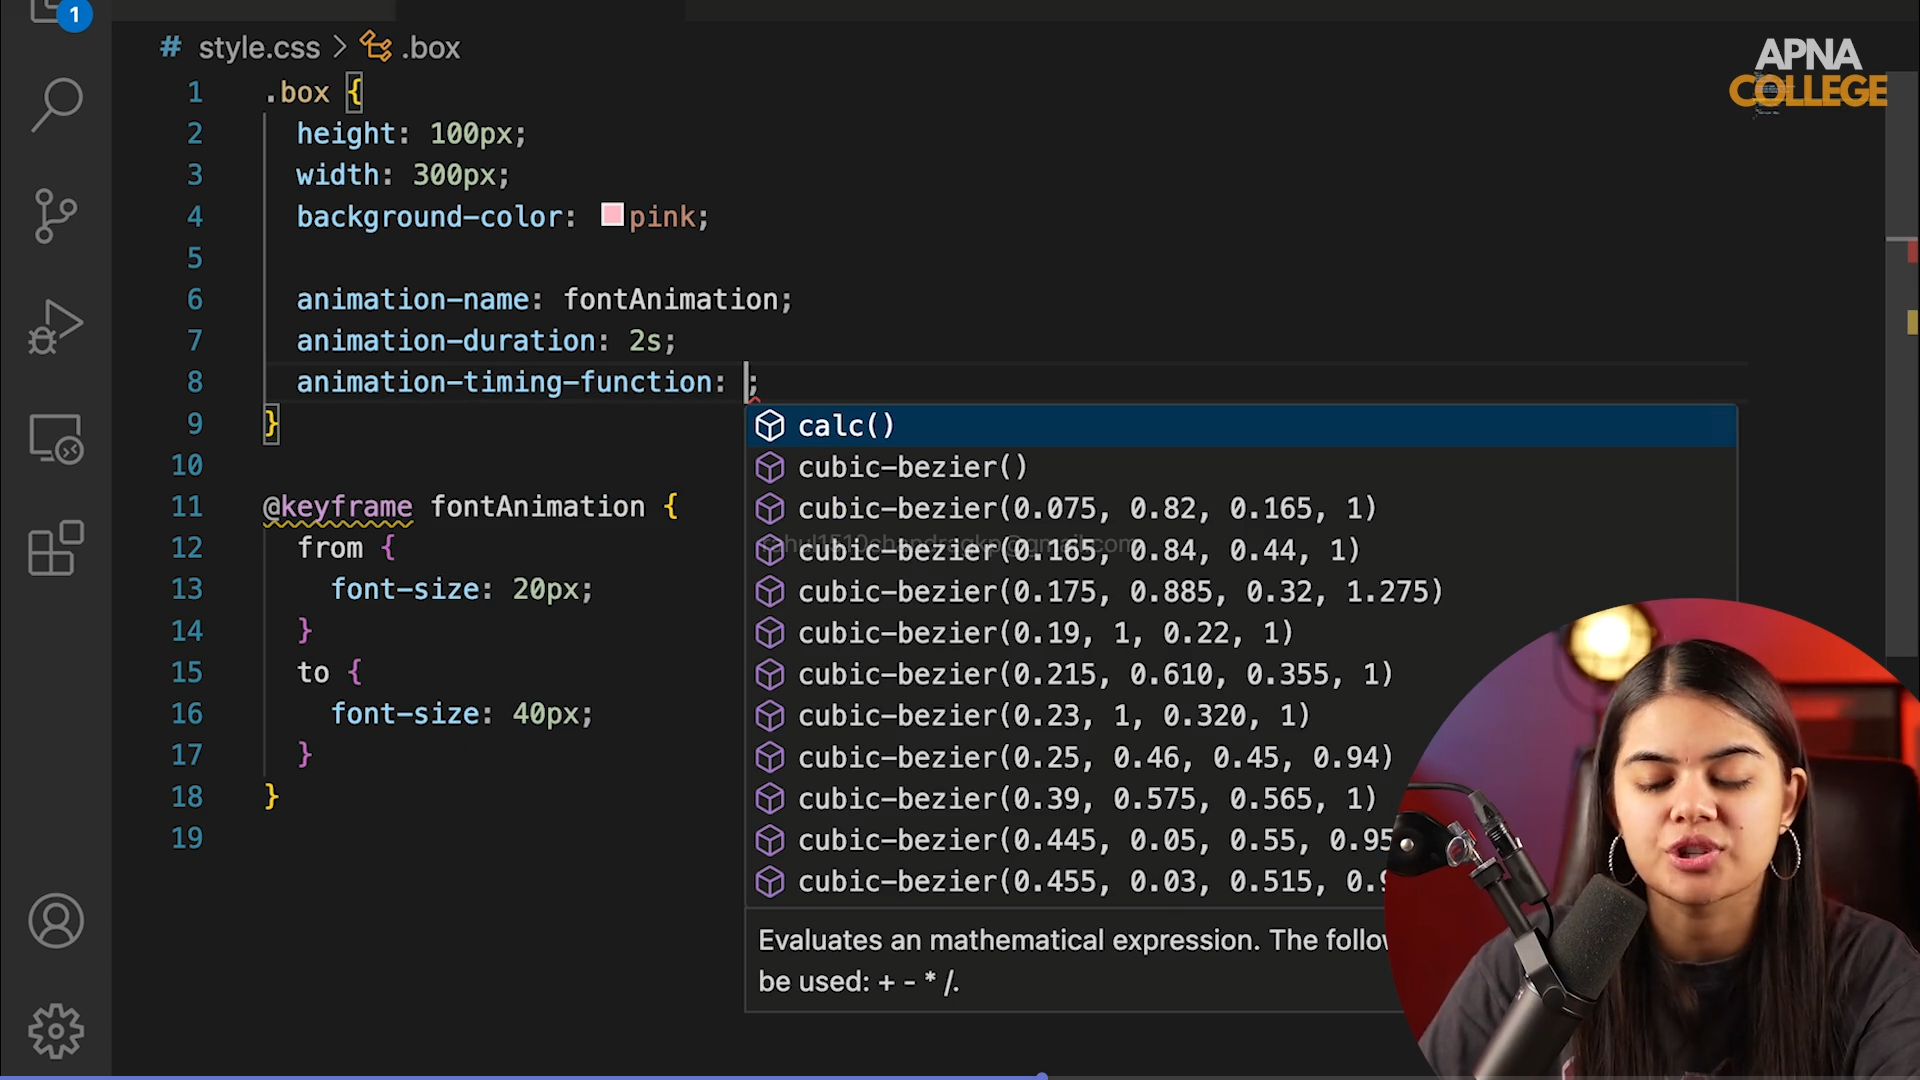 1
# style.css > .box
APNA
COLLEGE
1 .box {
2 height: 100px;
3 width: 300px;
4 background-color: pink;
5
6 animation-name: fontAnimation;
7 animation-duration: 2s;
8 animation-timing-function: ;
9 }
10
11 @keyframe fontAnimation {
12 from {
13 font-size: 20px;
14 }
15 to {
16 font-size: 40px;
17 }
18 }
19
calc()
cubic-bezier()
cubic-bezier(0.075, 0.82, 0.165, 1)
cubic-bezier(0.165, 0.84, 0.44, 1)
cubic-bezier(0.175, 0.885, 0.32, 1.275)
cubic-bezier(0.19, 1, 0.22, 1)
cubic-bezier(0.215, 0.610, 0.355, 1)
cubic-bezier(0.23, 1, 0.320, 1)
cubic-bezier(0.25, 0.46, 0.45, 0.94)
cubic-bezier(0.39, 0.575, 0.565, 1)
cubic-bezier(0.445, 0.05, 0.55, 0.95
cubic-bezier(0.455, 0.03, 0.515, 0.9
Evaluates an mathematical expression. The follow
be used: + - * /.